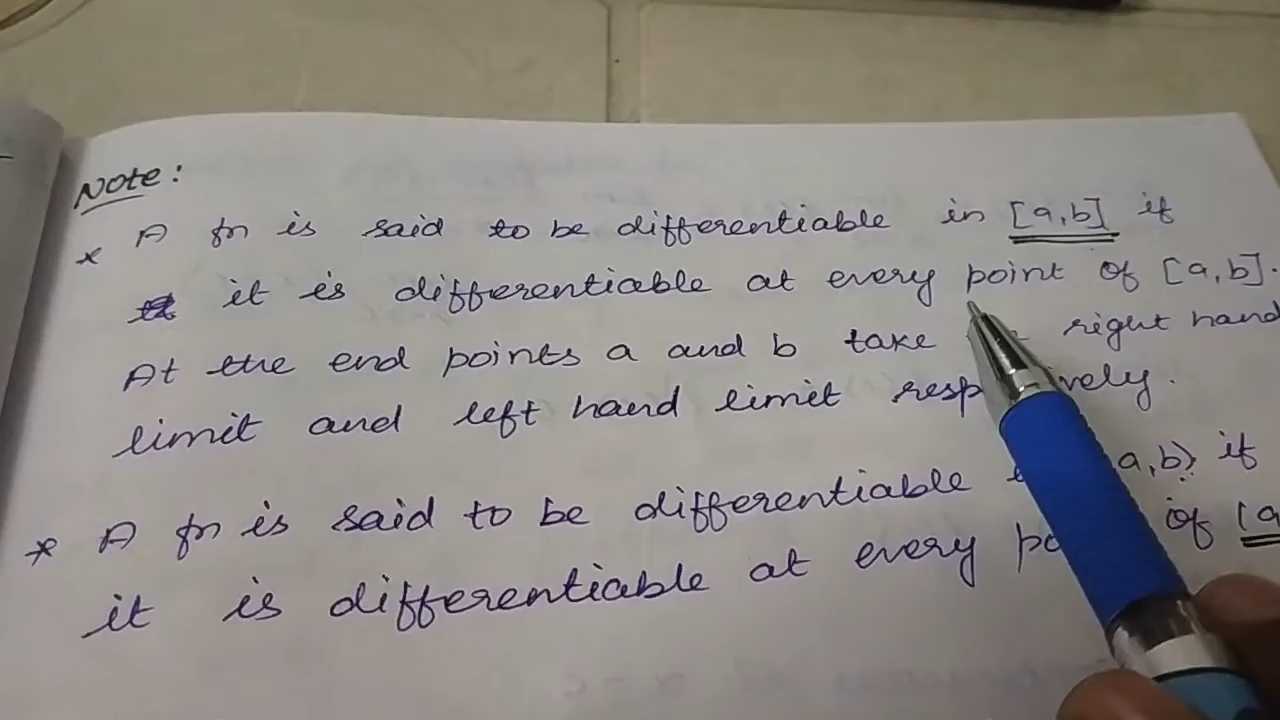 Note:
* A fn is said to be differentiable in [a,b] if
it is differentiable at every point of [a,b].
At the end points a and b take right hand
limit and left hand limit
* A fn is said to be differentiable a,b) if
it is differentiable at every of (a